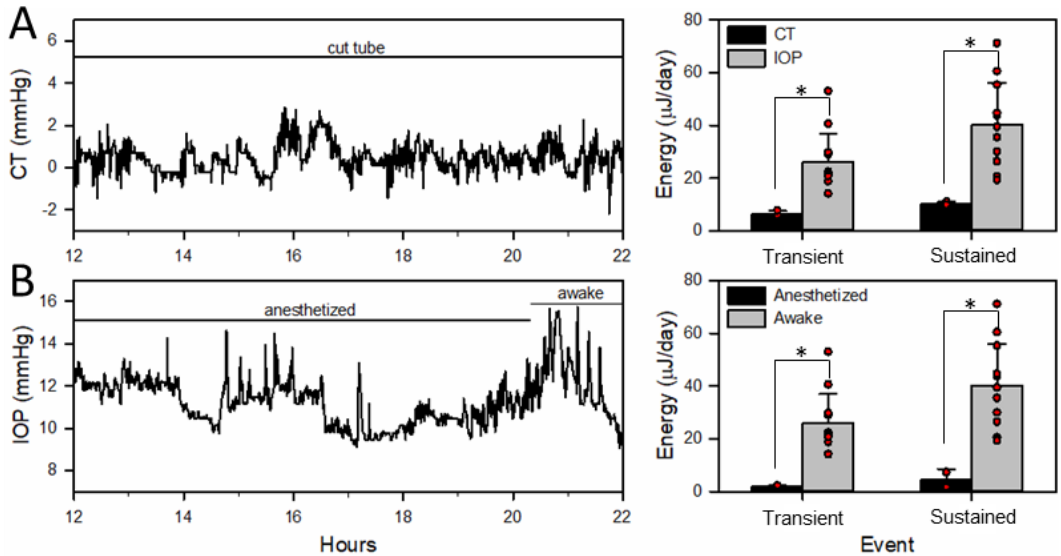 A
cut tube
CT (mmHg)
6
4
2
0
-2
12 14 16 18 20 22
Energy (µJ/day)
80
60
40
20
0
CT
IOP
* *
Transient Sustained
B
anesthetized
awake
IOP (mmHg)
16
14
12
10
8
12 14 16 18 20 22
Hours
Energy (µJ/day)
80
60
40
20
0
Anesthetized
Awake
* *
Transient Sustained
Event